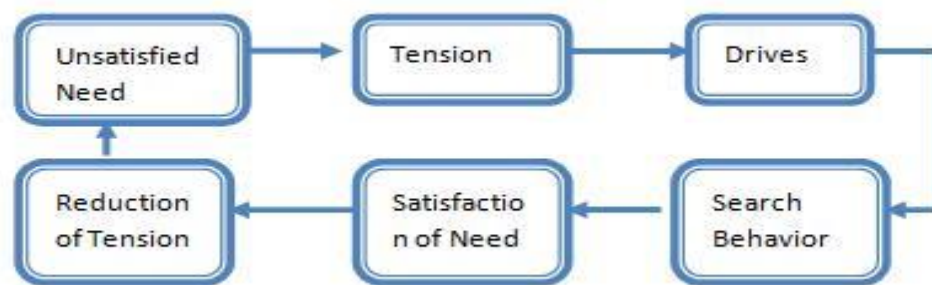 Unsatisfied
Need
Tension
Drives
Reduction
of Tension
Satisfactio
n of Need
Search
Behavior